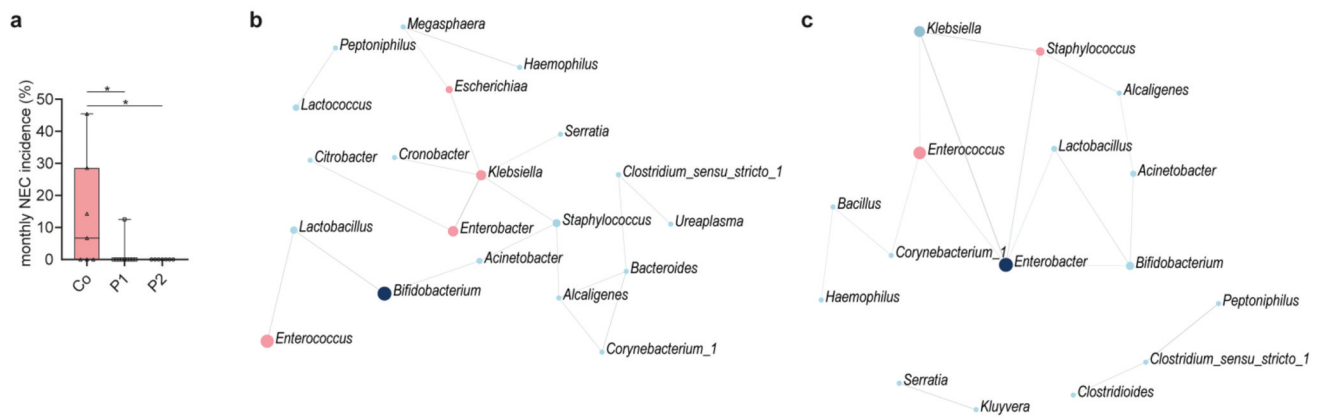 a
monthly NEC incidence (%)
50
40
30
20
10
0
*
*
Co
P1
P2
b
Megasphaera
Peptoniphilus
Haemophilus
Escherichiaa
Lactococcus
Serratia
Citrobacter
Cronobacter
Klebsiella
Clostridium_sensu_stricto_1
Lactobacillus
Enterobacter
Staphylococcus
Ureaplasma
Acinetobacter
Bacteroides
Bifidobacterium
Alcaligenes
Enterococcus
Corynebacterium_1
c
Klebsiella
Staphylococcus
Alcaligenes
Enterococcus
Lactobacillus
Acinetobacter
Bacillus
Corynebacterium_1
Enterobacter
Bifidobacterium
Haemophilus
Peptoniphilus
Clostridium_sensu_stricto_1
Serratia
Clostridioides
Kluyvera